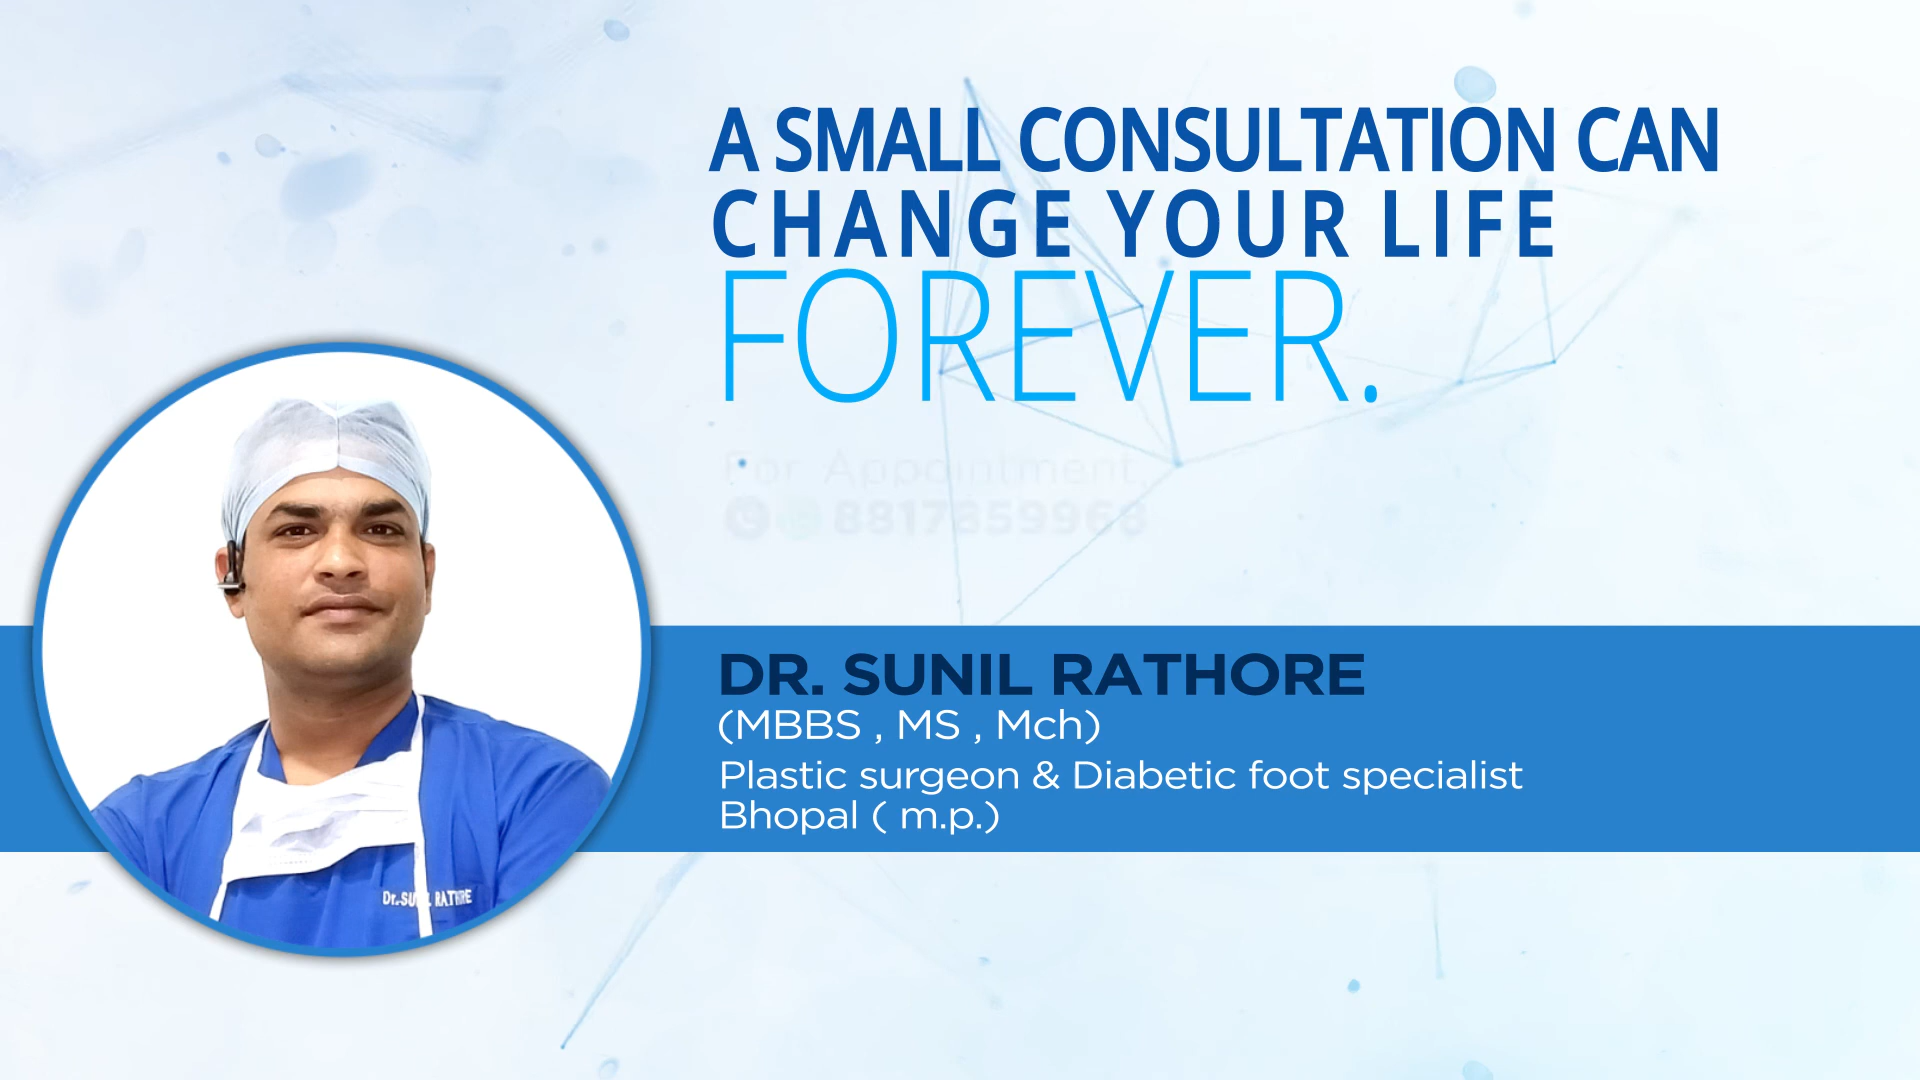 A SMALL CONSULTATION CAN
CHANGE YOUR LIFE
FOREVER.
For Appointment,
DR. SUNIL RATHORE
(MBBS , MS , Mch)
Plastic surgeon & Diabetic foot specialist
Bhopal ( m.p.)